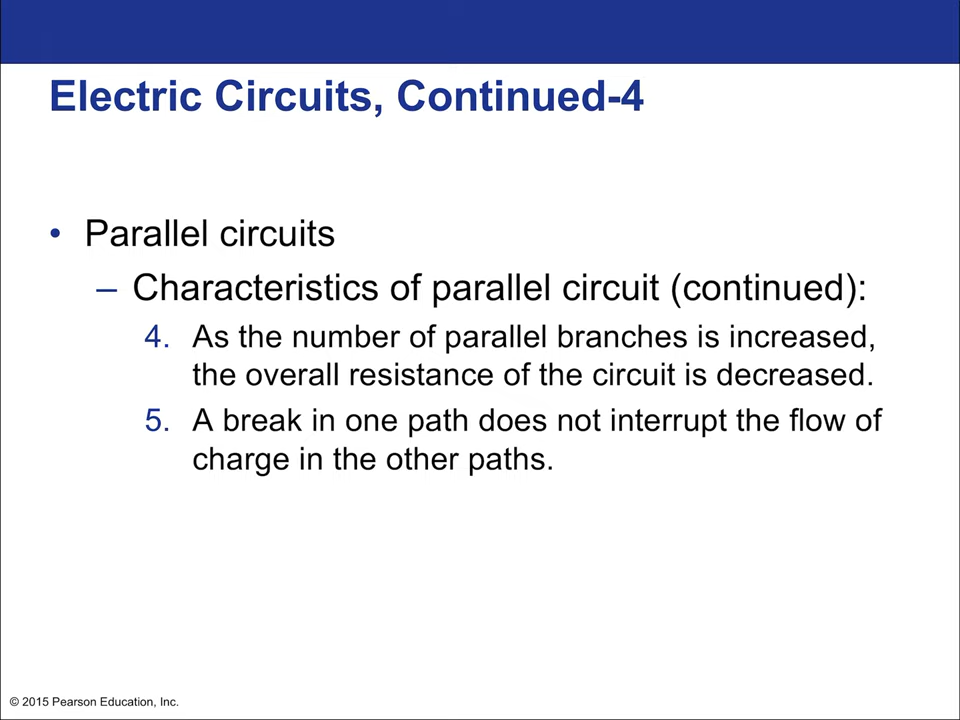 Electric Circuits, Continued-4
• Parallel circuits
– Characteristics of parallel circuit (continued):
4. As the number of parallel branches is increased,
the overall resistance of the circuit is decreased.
5. A break in one path does not interrupt the flow of
charge in the other paths.
© 2015 Pearson Education, Inc.